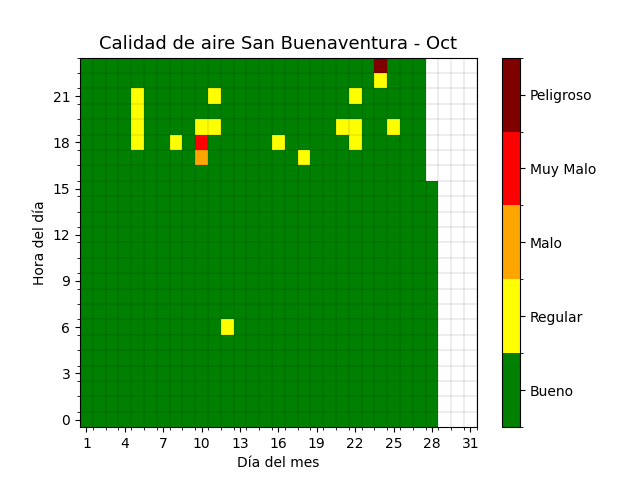 Calidad de aire San Buenaventura - Oct
Hora del día
21
18
15
12
9
6
3
0
1 4 7 10 13 16 19 22 25 28 31
Día del mes
Peligroso
Muy Malo
Malo
Regular
Bueno